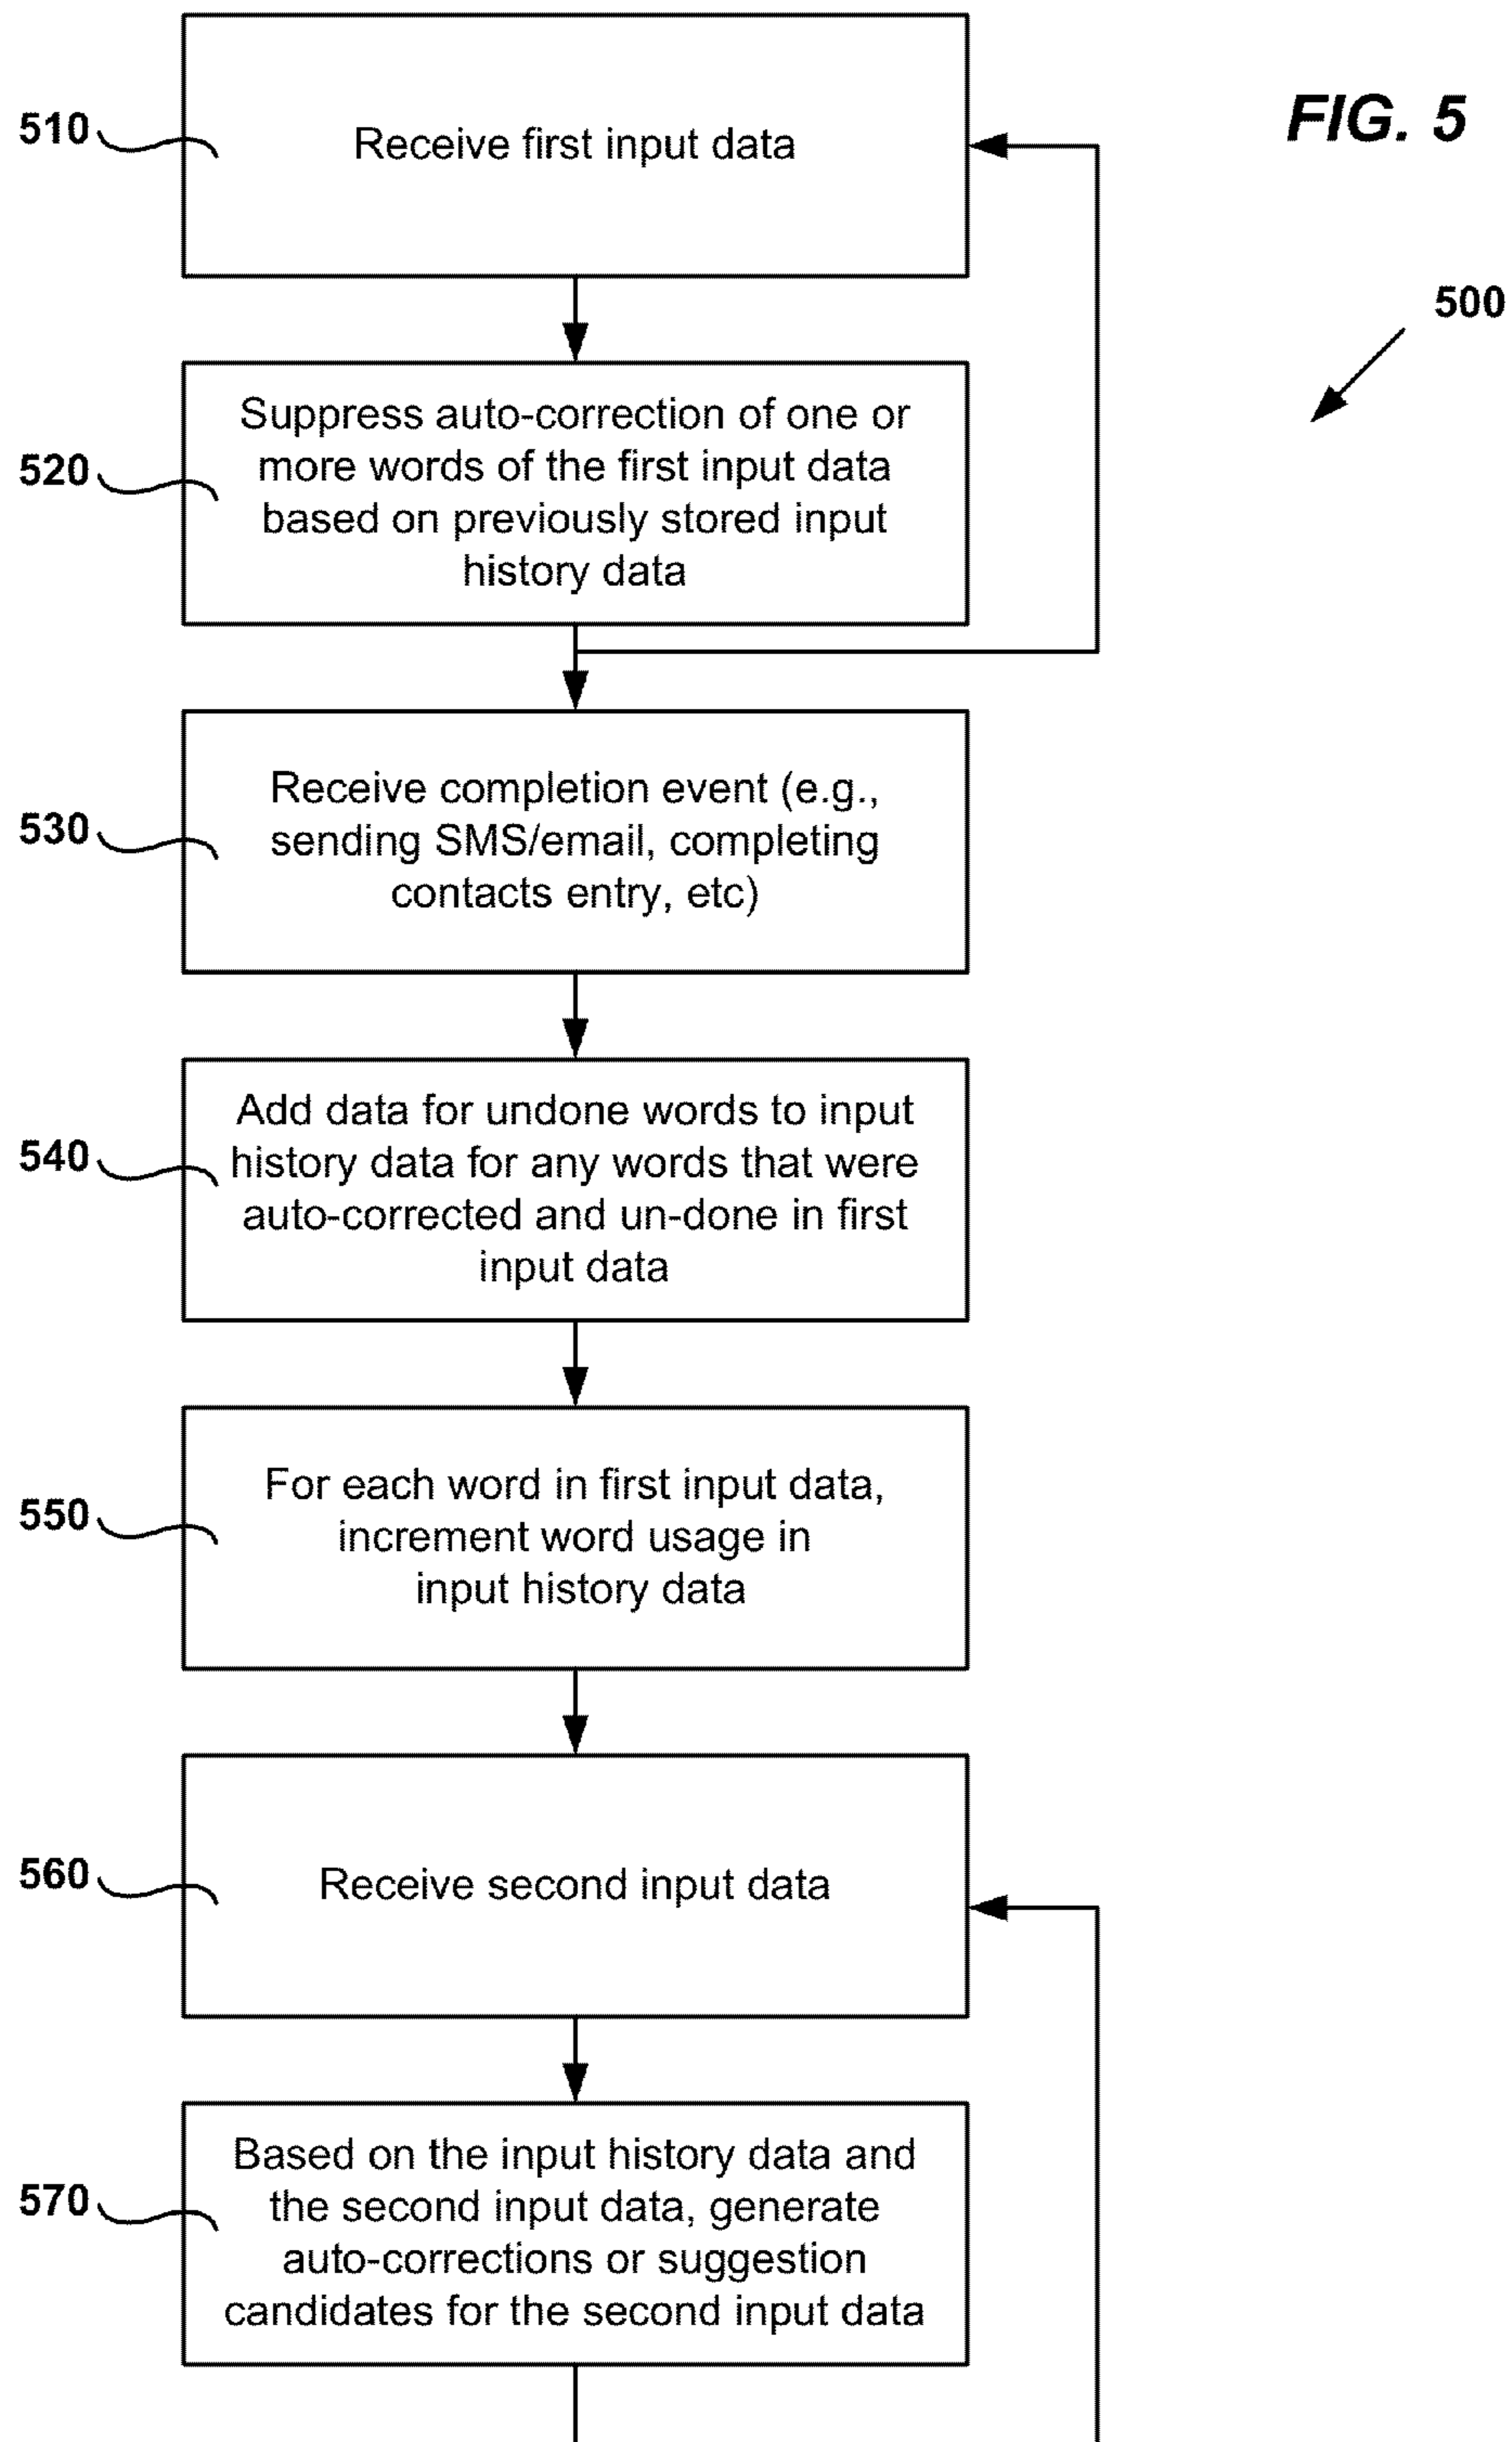 FIG. 5
500
510
Receive first input data
520
Suppress auto-correction of one or
more words of the first input data
based on previously stored input
history data
530
Receive completion event (e.g.,
sending SMS/email, completing
contacts entry, etc)
540
Add data for undone words to input
history data for any words that were
auto-corrected and un-done in first
input data
550
For each word in first input data,
increment word usage in
input history data
560
Receive second input data
570
Based on the input history data and
the second input data, generate
auto-corrections or suggestion
candidates for the second input data